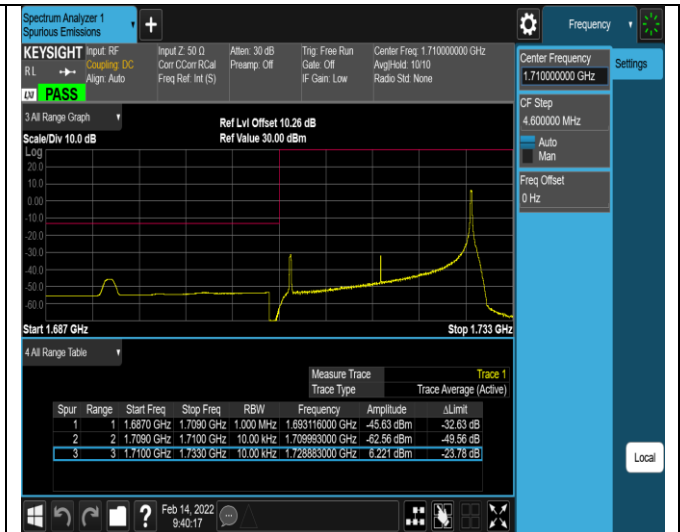 Spectrum Analyzer 1
Spurious Emissions
Frequency
KEYSIGHT
RL
Input: RF
Coupling: DC
Align: Auto
Input Z: 50 Ω
Corr CCorr RCal
Freq Ref: Int (S)
Atten: 30 dB
Preamp: Off
Trig: Free Run
Gate: Off
IF Gain: Low
Center Freq: 1.710000000 GHz
Avg|Hold: 10/10
Radio Std: None
LW PASS
Center Frequency
1.710000000 GHz
Settings
CF Step
4.600000 MHz
Auto
Man
Freq Offset
0 Hz
3 All Range Graph
Scale/Div 10.0 dB
Ref Lvl Offset 10.26 dB
Ref Value 30.00 dBm
Log
20.0
10.0
0.00
-10.0
-20.0
-30.0
-40.0
-50.0
-60.0
Start 1.687 GHz
Stop 1.733 GHz
4 All Range Table
Measure Trace Trace 1
Trace Type Trace Average (Active)
Spur Range Start Freq Stop Freq RBW Frequency Amplitude ΔLimit
1 1 1.6870 GHz 1.7090 GHz 1.000 MHz 1.693116000 GHz -45.63 dBm -32.63 dB
2 2 1.7090 GHz 1.7100 GHz 10.00 kHz 1.709993000 GHz -62.56 dBm -49.56 dB
3 3 1.7100 GHz 1.7330 GHz 10.00 kHz 1.728883000 GHz 6.221 dBm -23.78 dB
Local
Feb 14, 2022
9:40:17